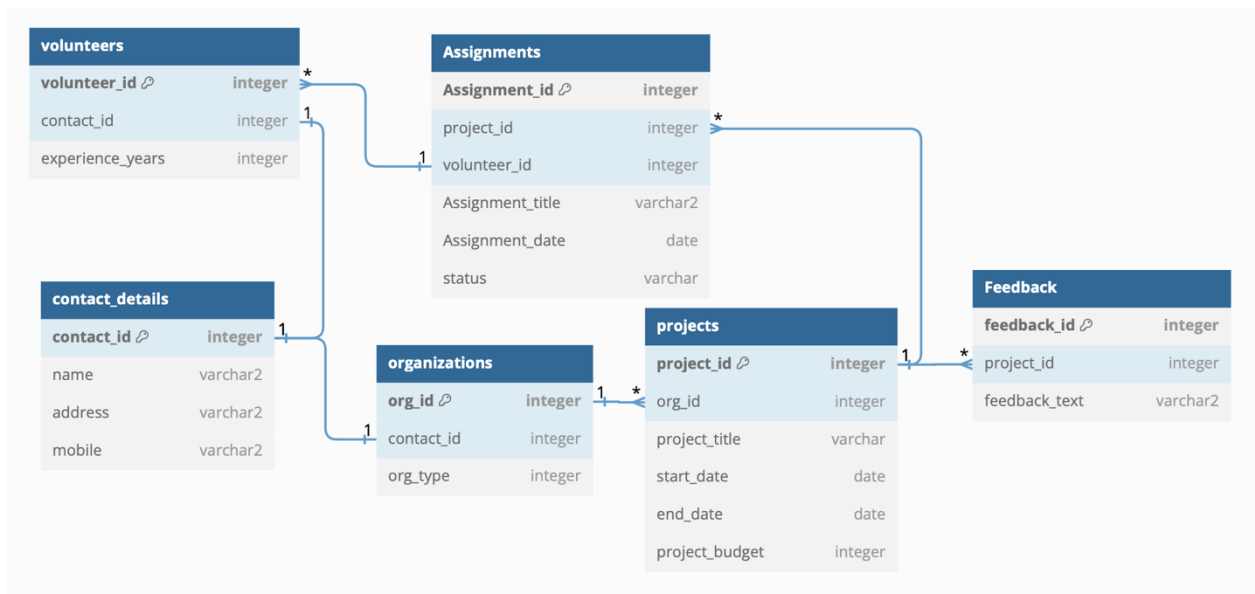 volunteers
volunteer_id integer
contact_id integer
experience_years integer
*
1
1
Assignments
Assignment_id integer
project_id integer
volunteer_id integer
Assignment_title varchar2
Assignment_date date
status varchar
*
contact_details
contact_id integer
name varchar2
address varchar2
mobile varchar2
1
1
organizations
org_id integer
contact_id integer
org_type integer
1
*
projects
project_id integer
org_id integer
project_title varchar
start_date date
end_date date
project_budget integer
1
*
Feedback
feedback_id integer
project_id integer
feedback_text varchar2